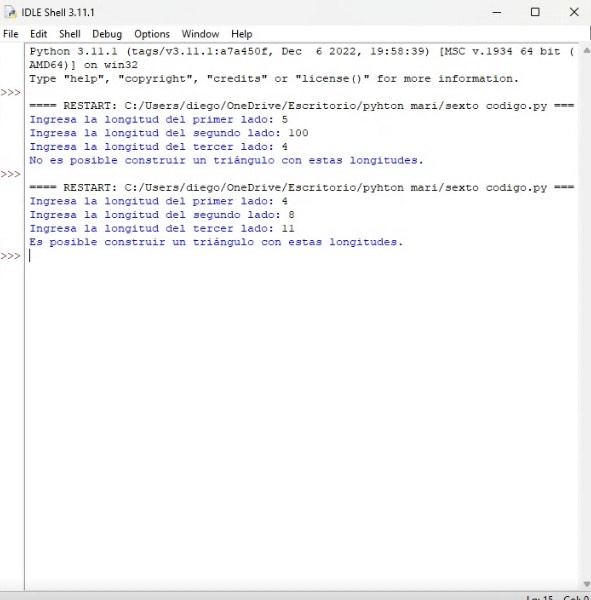 IDLE Shell 3.11.1
File Edit Shell Debug Options Window Help
Python 3.11.1 (tags/v3.11.1:a7a450f, Dec  6 2022, 19:58:39) [MSC v.1934 64 bit (
AMD64)] on win32
Type "help", "copyright", "credits" or "license()" for more information.
>>>
==== RESTART: C:/Users/diego/OneDrive/Escritorio/pyhton mari/sexto codigo.py ===
Ingresa la longitud del primer lado: 5
Ingresa la longitud del segundo lado: 100
Ingresa la longitud del tercer lado: 4
No es posible construir un triángulo con estas longitudes.
>>>
==== RESTART: C:/Users/diego/OneDrive/Escritorio/pyhton mari/sexto codigo.py ===
Ingresa la longitud del primer lado: 4
Ingresa la longitud del segundo lado: 8
Ingresa la longitud del tercer lado: 11
Es posible construir un triángulo con estas longitudes.
>>>
Ln: 15 Col: 0